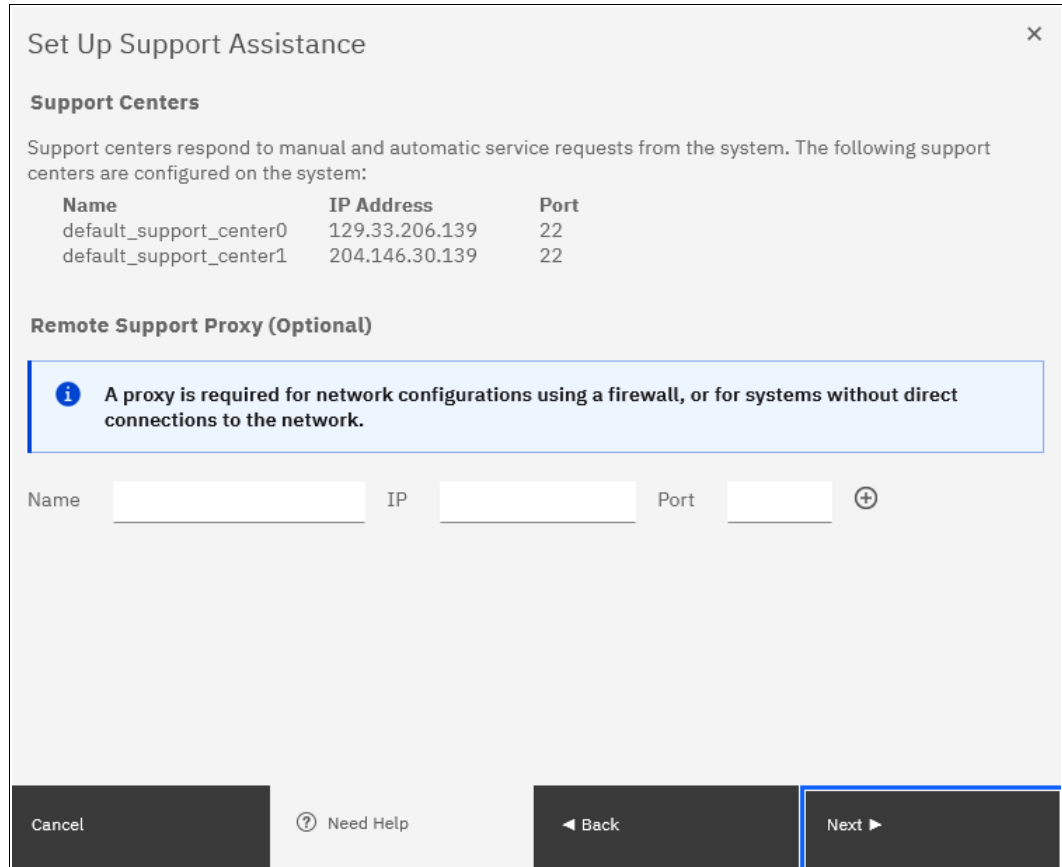 Set Up Support Assistance
Support Centers
Support centers respond to manual and automatic service requests from the system. The following support
centers are configured on the system:
Name IP Address Port
default_support_center0 129.33.206.139 22
default_support_center1 204.146.30.139 22
Remote Support Proxy (Optional)
A proxy is required for network configurations using a firewall, or for systems without direct
connections to the network.
Name IP Port
Cancel Need Help ◄ Back Next ►